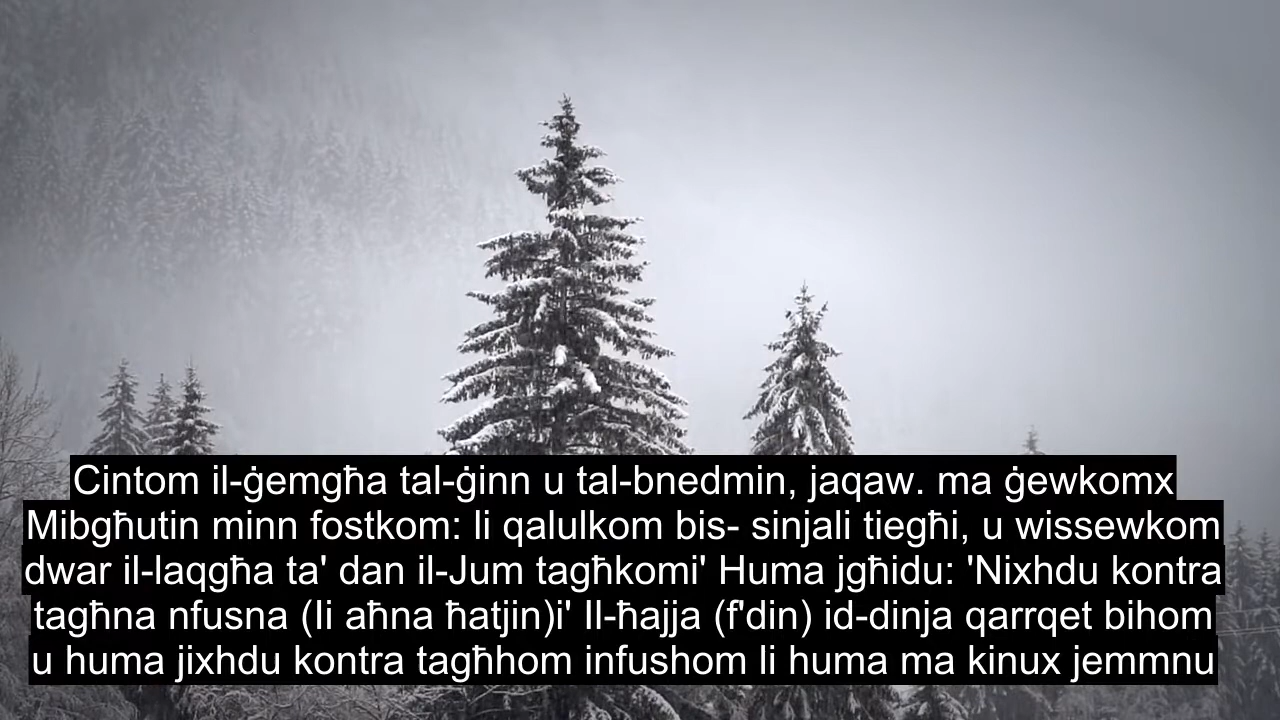 Cintom il-ġemgħa tal-ġinn u tal-bnedmin, jaqaw. ma ġewkomx
Mibgħutin minn fostkom: li qalulkom bis- sinjali tiegħi, u wissewkom
dwar il-laqgħa ta' dan il-Jum tagħkomi' Huma jgħidu: 'Nixhdu kontra
tagħna nfusna (li aħna ħatjin)i' Il-ħajja (f'din) id-dinja qarrqet bihom
u huma jixhdu kontra tagħhom infushom li huma ma kinux jemmnu